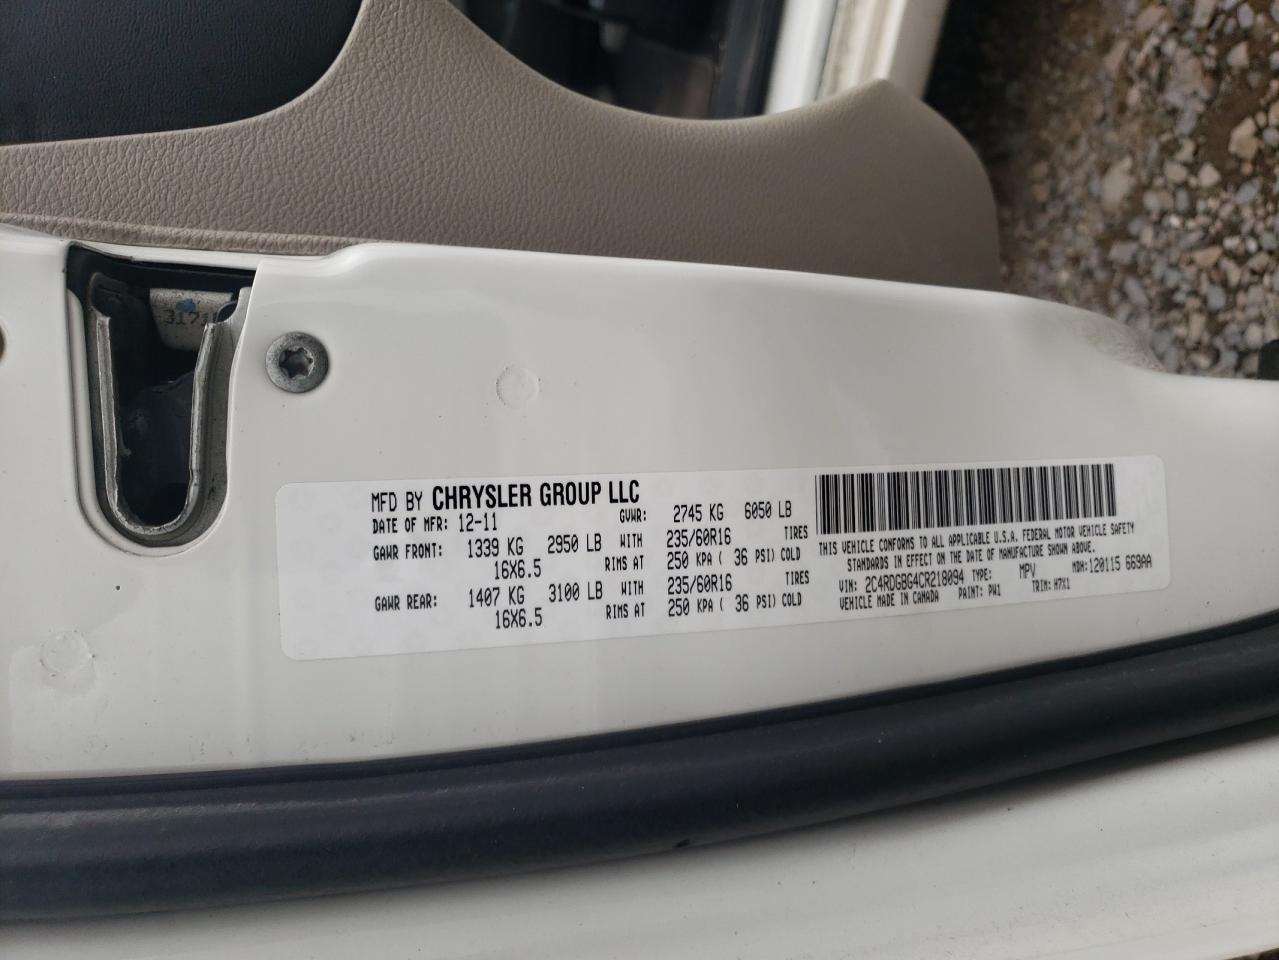 MFD BY CHRYSLER GROUP LLC
DATE OF MFR: 12-11 GVWR: 2745 KG 6050 LB
GAWR FRONT: 1339 KG 2950 LB WITH 235/60R16 TIRES
16X6.5 RIMS AT 250 KPA ( 36 PSI) COLD
GAWR REAR: 1407 KG 3100 LB WITH 235/60R16 TIRES
16X6.5 RIMS AT 250 KPA ( 36 PSI) COLD
THIS VEHICLE CONFORMS TO ALL APPLICABLE U.S.A. FEDERAL MOTOR VEHICLE SAFETY
STANDARDS IN EFFECT ON THE DATE OF MANUFACTURE SHOWN ABOVE.
VIN: 2C4RDGBG4CR218094 TYPE: MPV MDH: 120115 669AA
VEHICLE MADE IN CANADA PAINT: PW1 TRIM: H7X1